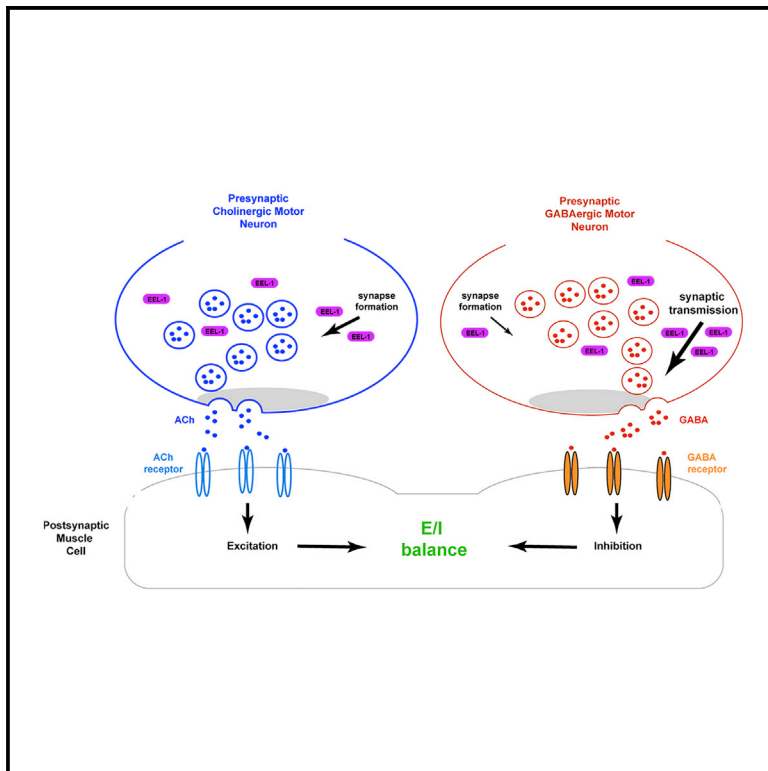 Presynaptic
Cholinergic Motor
Neuron
EEL-1
EEL-1
EEL-1
EEL-1
EEL-1
synapse
formation
ACh
ACh
receptor
Presynaptic
GABAergic Motor
Neuron
synapse
formation
EEL-1
EEL-1
EEL-1
synaptic
transmission
EEL-1
EEL-1
EEL-1
GABA
GABA
receptor
Postsynaptic
Muscle
Cell
Excitation
E/I
balance
Inhibition